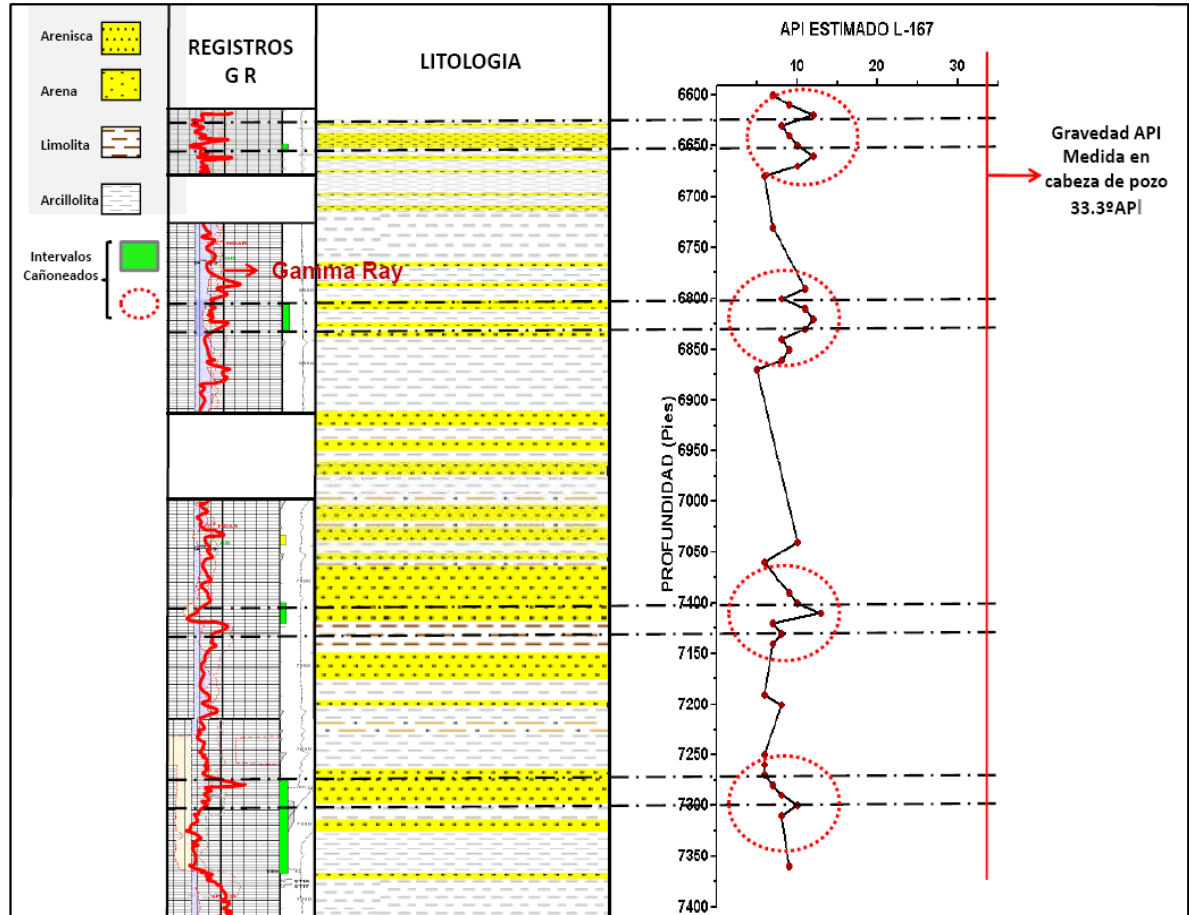 Arenisca
Arena
Limolita
Arcillolita
Intervalos
Cañoneados
REGISTROS
G R
Gamma Ray
LITOLOGIA
API ESTIMADO L-167
10
20
30
PROFUNDIDAD (Pies)
6600
6650
6700
6750
6800
6850
6900
6950
7000
7050
7400
7150
7200
7250
7300
7350
7400
Gravedad API
Medida en
cabeza de pozo
33.3ºAPI